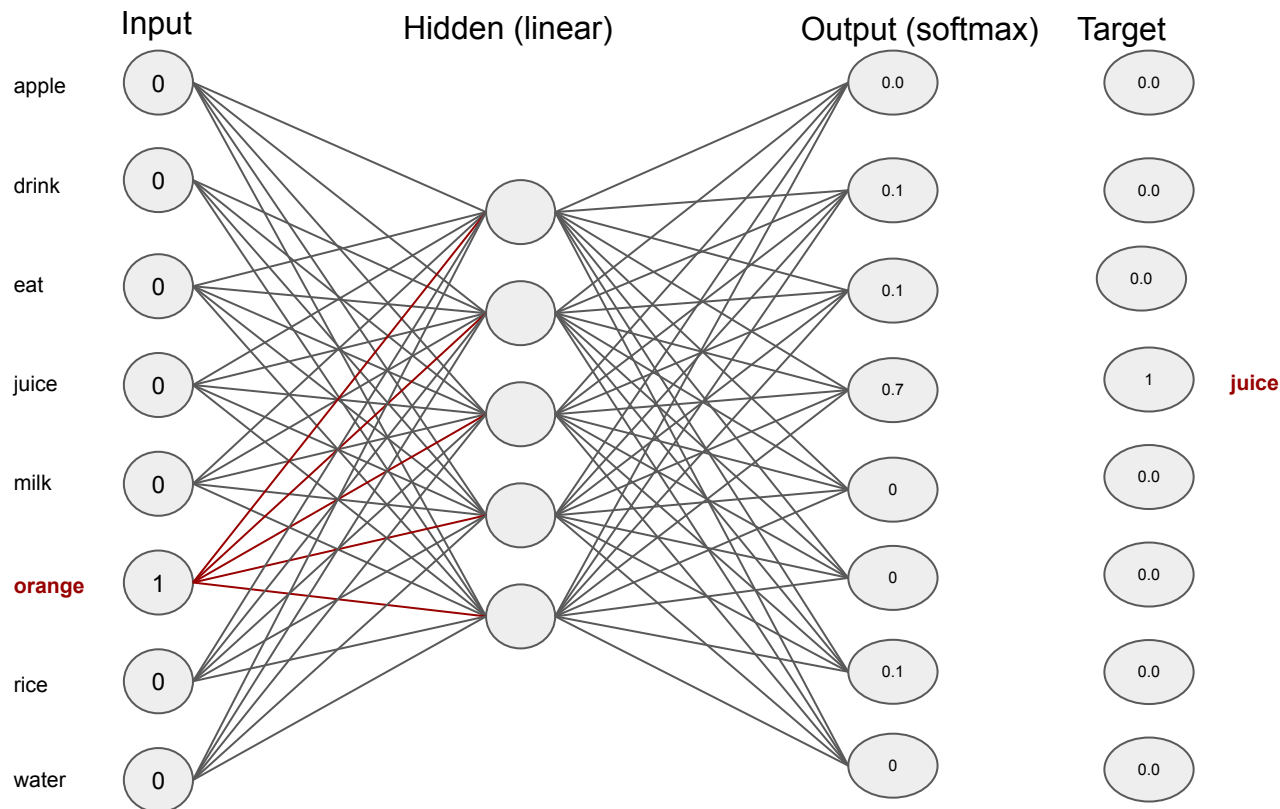 Input Hidden (linear) Output (softmax) Target
apple 0 0.0 0.0
drink 0 0.1 0.0
eat 0 0.1 0.0
juice 0 0.7 1 juice
milk 0 0 0.0
orange 1 0 0.0
rice 0 0.1 0.0
water 0 0 0.0